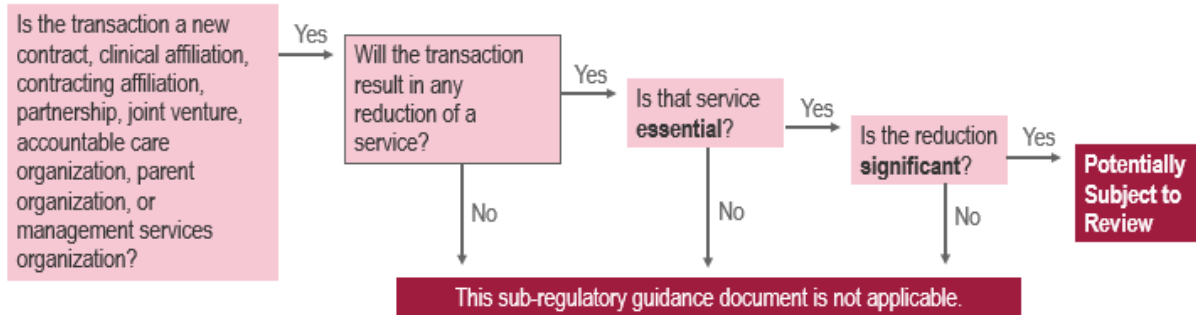 Is the transaction a new
contract, clinical affiliation,
contracting affiliation,
partnership, joint venture,
accountable care
organization, parent
organization, or
management services
organization?
Yes
Will the transaction
result in any
reduction of a
service?
Yes
Is that service
essential?
Yes
Is the reduction
significant?
Yes
Potentially
Subject to
Review
No
No
No
This sub-regulatory guidance document is not applicable.